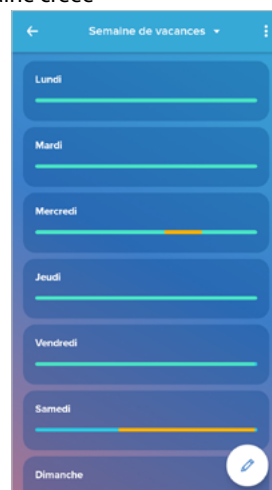 Semaine de vacances
Lundi
Mardi
Mercredi
Jeudi
Vendredi
Samedi
Dimanche